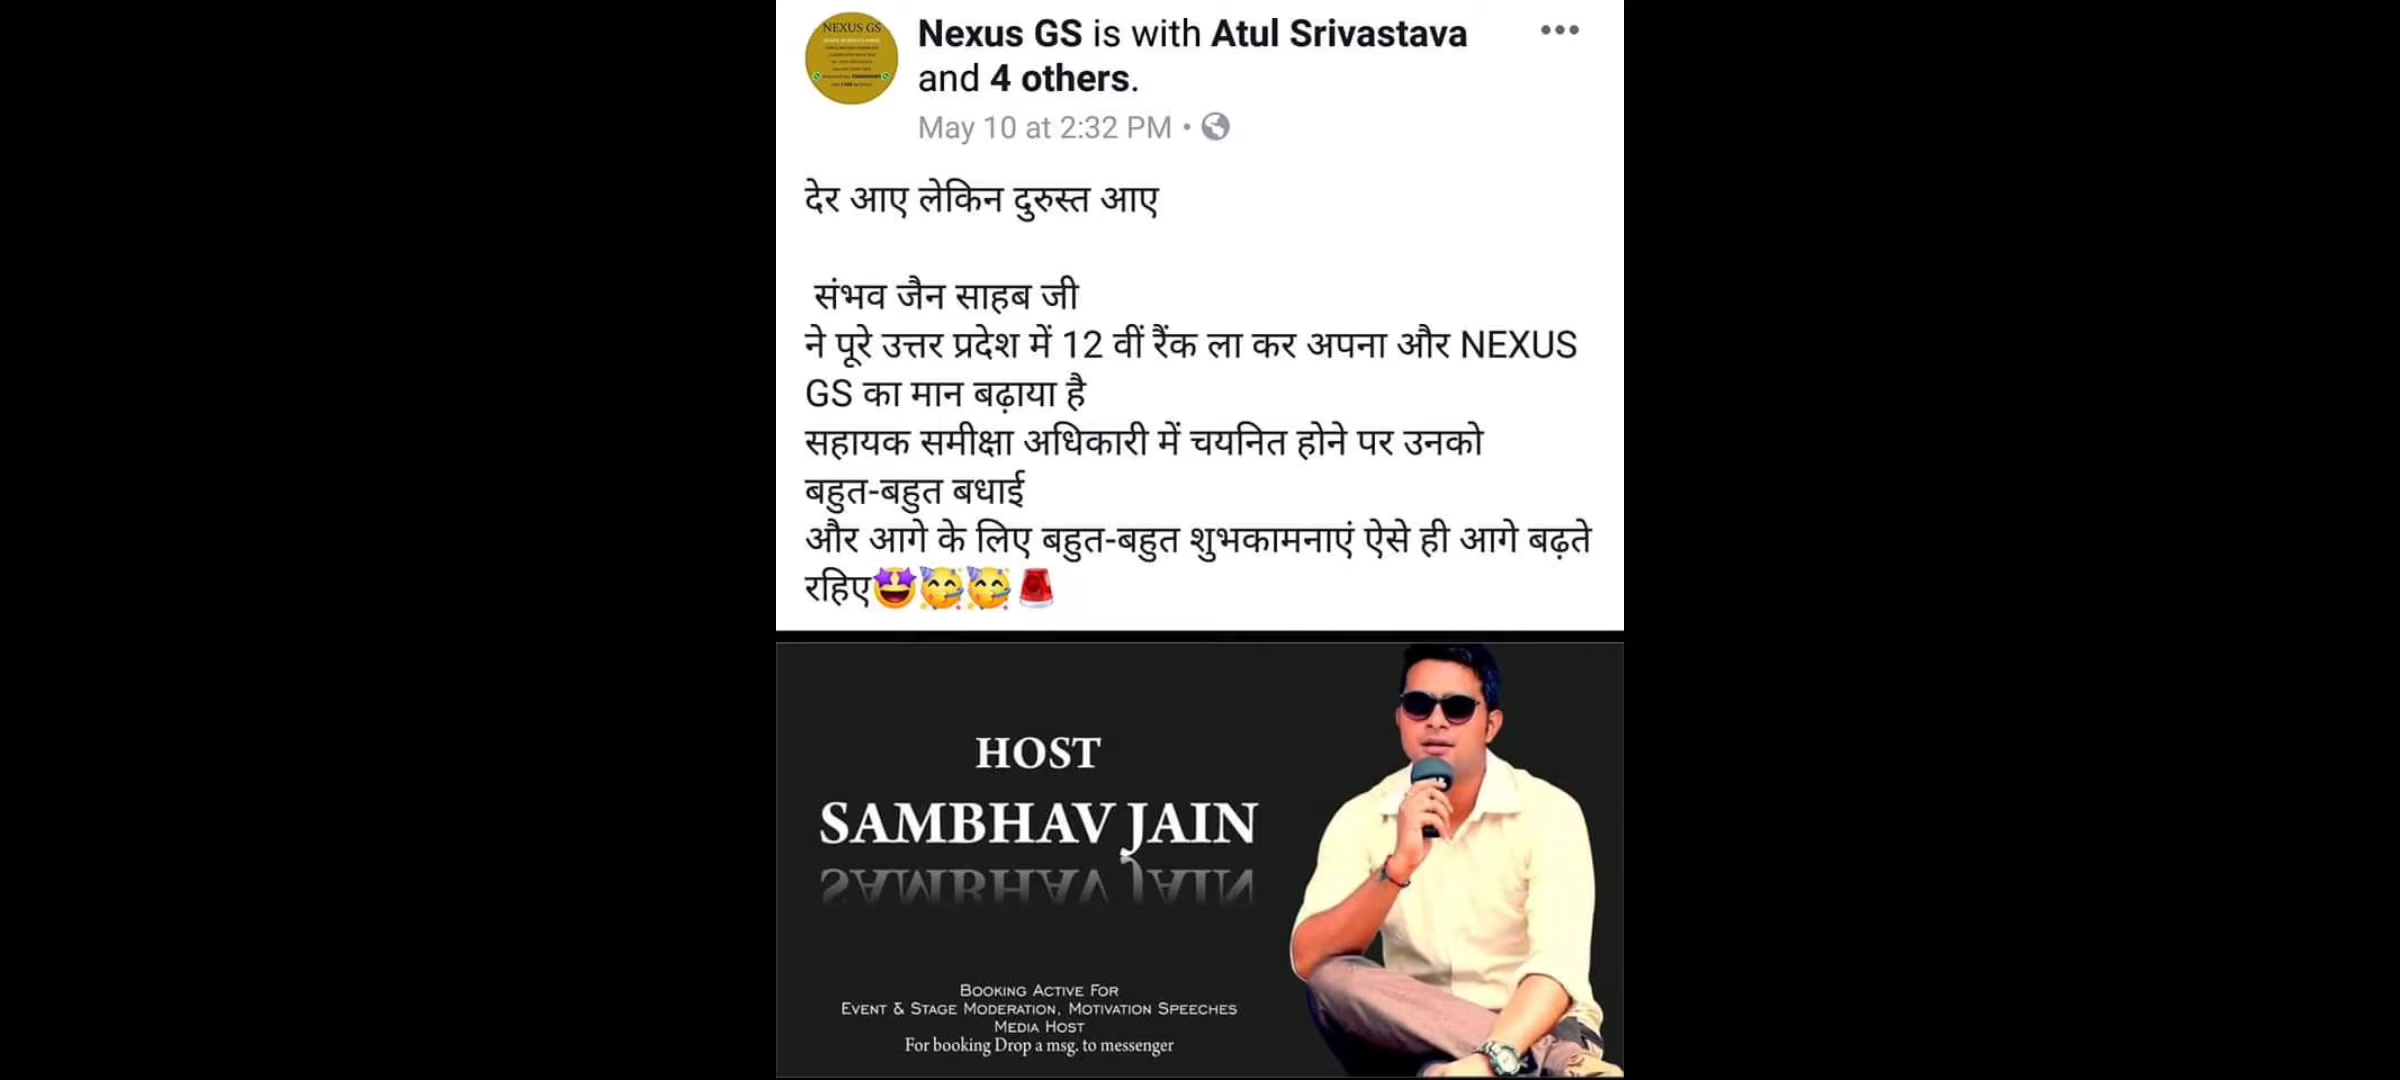 NEXUS GS
Nexus GS is with Atul Srivastava
and 4 others.
May 10 at 2:32 PM •
देर आए लेकिन दुरुस्त आए
संभव जैन साहब जी
ने पूरे उत्तर प्रदेश में 12 वीं रैंक ला कर अपना और NEXUS
GS का मान बढ़ाया है
सहायक समीक्षा अधिकारी में चयनित होने पर उनको
बहुत-बहुत बधाई
और आगे के लिए बहुत-बहुत शुभकामनाएं ऐसे ही आगे बढ़ते
रहिए🤩🥳🥳🚨
HOST
SAMBHAV JAIN
BOOKING ACTIVE FOR
EVENT & STAGE MODERATION, MOTIVATION SPEECHES
MEDIA HOST
For booking Drop a msg. to messenger